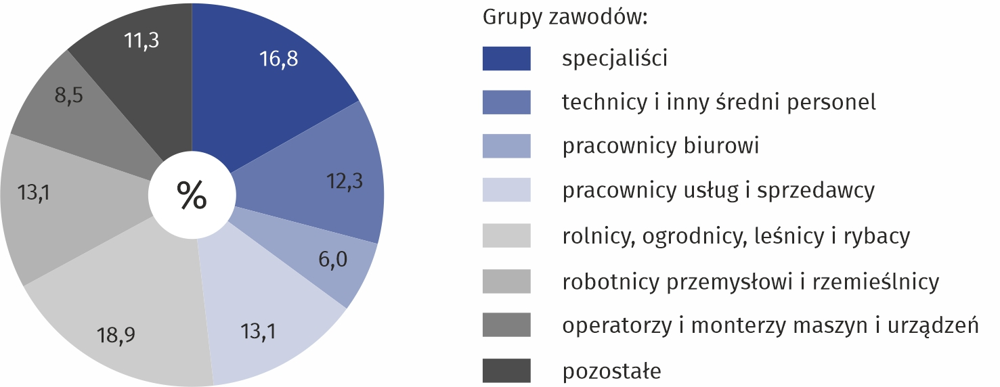 11,3
16,8
8,5
12,3
%
13,1
6,0
18,9
13,1
Grupy zawodów:
specjaliści
technicy i inny średni personel
pracownicy biurowi
pracownicy usług i sprzedawcy
rolnicy, ogrodnicy, leśnicy i rybacy
robotnicy przemysłowi i rzemieślnicy
operatorzy i monterzy maszyn i urządzeń
pozostałe